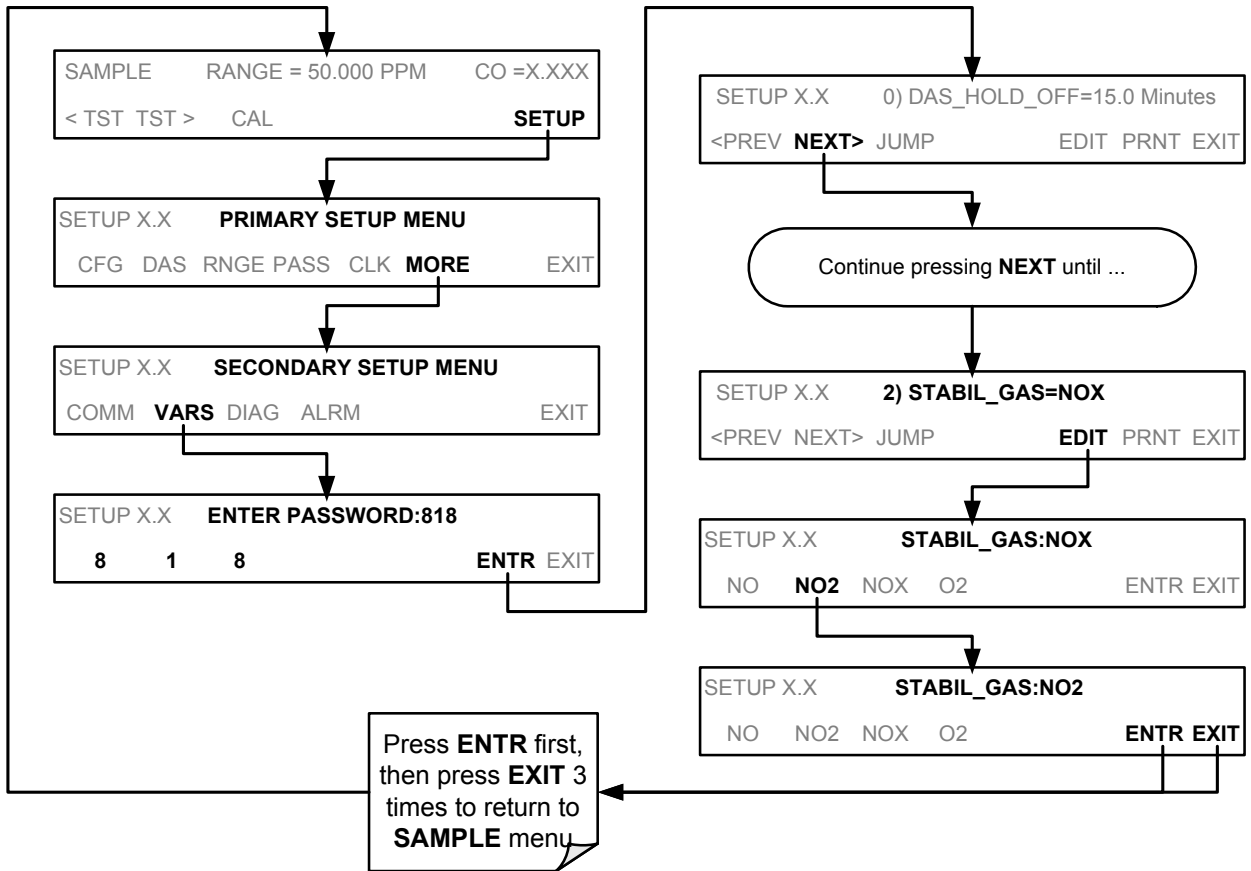 SAMPLE RANGE = 50.000 PPM CO =X.XXX
< TST TST > CAL SETUP
SETUP X.X PRIMARY SETUP MENU
CFG DAS RNGE PASS CLK MORE EXIT
SETUP X.X SECONDARY SETUP MENU
COMM VARS DIAG ALRM EXIT
SETUP X.X ENTER PASSWORD:818
8 1 8 ENTR EXIT
SETUP X.X 0) DAS_HOLD_OFF=15.0 Minutes
<PREV NEXT> JUMP EDIT PRNT EXIT
Continue pressing NEXT until ...
SETUP X.X 2) STABIL_GAS=NOX
<PREV NEXT> JUMP EDIT PRNT EXIT
SETUP X.X STABIL_GAS:NOX
NO NO2 NOX O2 ENTR EXIT
SETUP X.X STABIL_GAS:NO2
NO NO2 NOX O2 ENTR EXIT
Press ENTR first,
then press EXIT 3
times to return to
SAMPLE menu